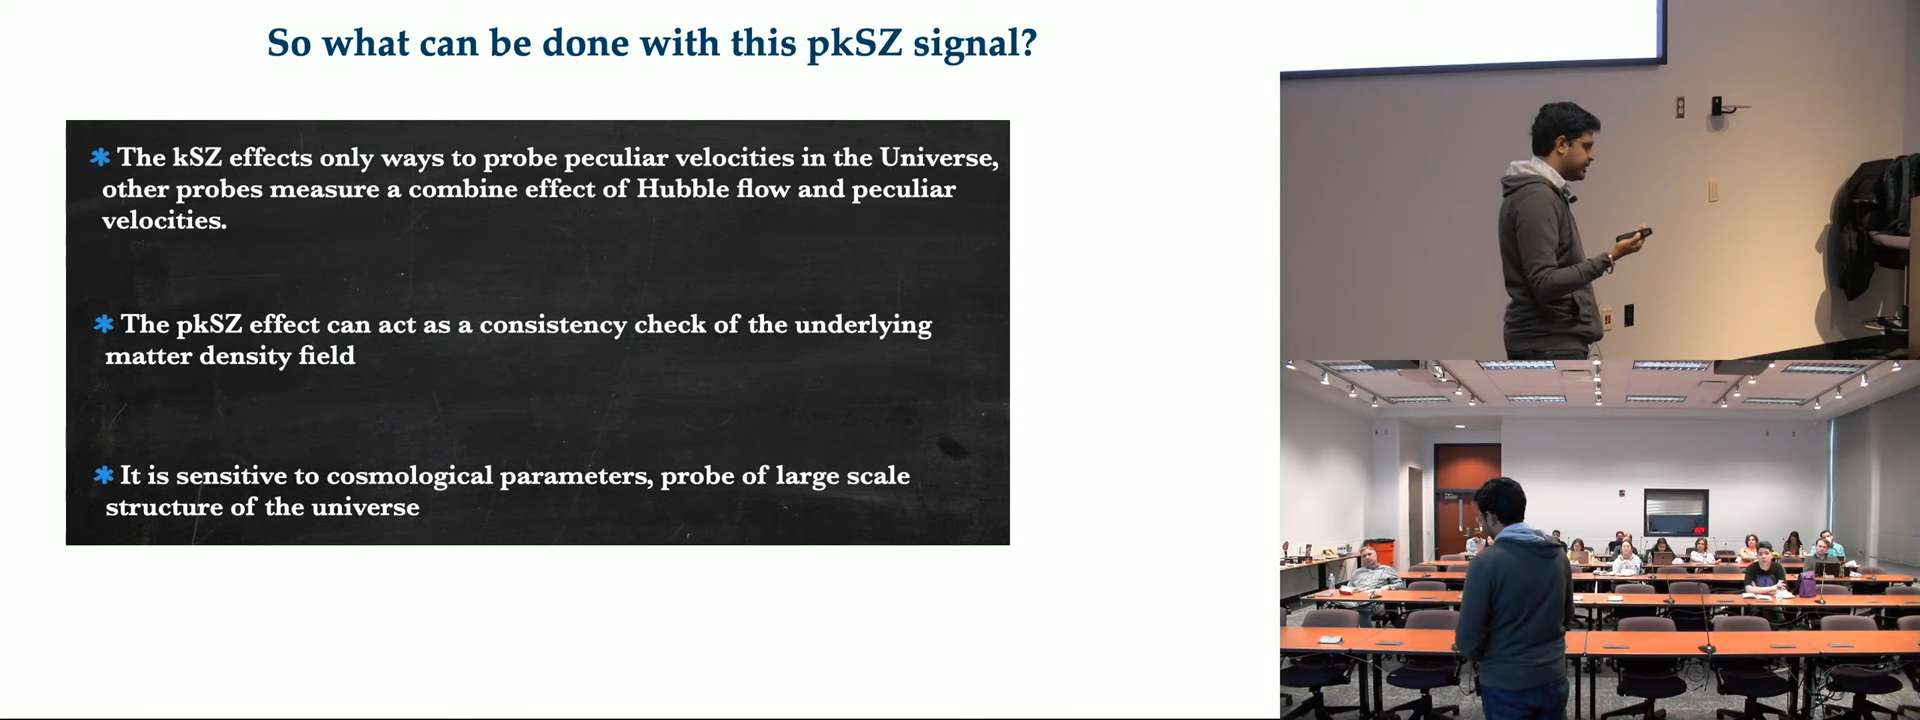 So what can be done with this pkSZ signal?
* The kSZ effects only ways to probe peculiar velocities in the Universe,
other probes measure a combine effect of Hubble flow and peculiar
velocities.
* The pkSZ effect can act as a consistency check of the underlying
matter density field
* It is sensitive to cosmological parameters, probe of large scale
structure of the universe